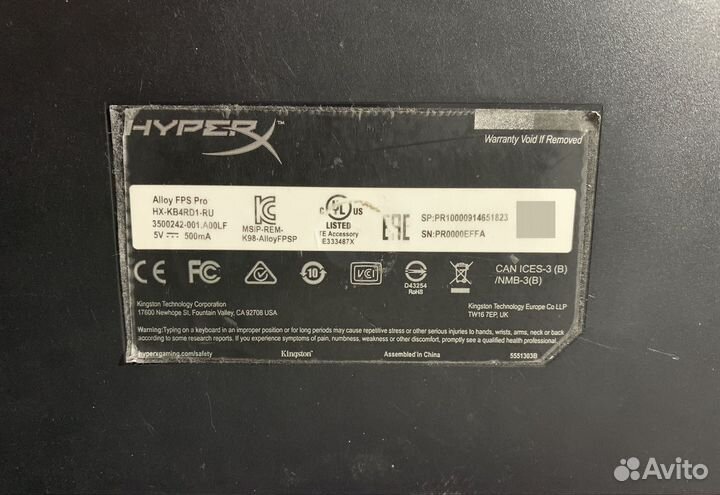 HYPERX™
Warranty Void If Removed
Alloy FPS Pro
HX-KB4RD1-RU
3500242-001.A00LF
5V 500mA
MSIP-REM-
K98-AlloyFPSP
C UL US
LISTED
TE Accessory
E333487X
EAC
SP:PR10000914651823
SN:PR0000EFFA
CE FC
10
VCI
D43254
RoHS
CAN ICES-3 (B)
/NMB-3(B)
Kingston Technology Corporation
17600 Newhope St, Fountain Valley, CA 92708 USA
Kingston Technology Europe Co LLP
TW16 7EP, UK
Warning:Typing on a keyboard in an improper position or for long periods may cause repetitive stress or other serious injuries to hands, wrists, arms, neck or back
according to some research reports. If you experience symptoms of pain, numbness, weakness or other discomfort, promptly see a qualified health professional.
hyperxgaming.com/safety
Kingston
Assembled in China
5551303B
Avito